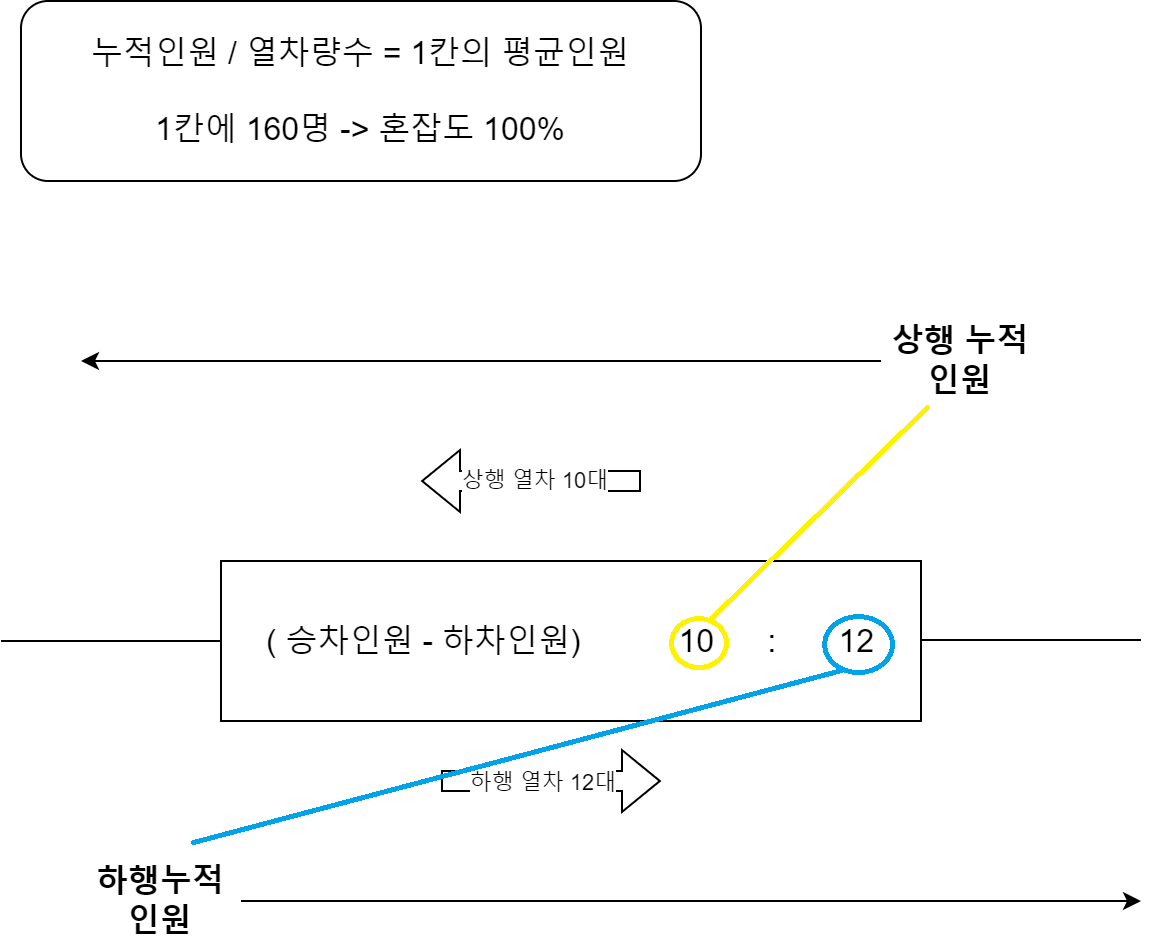 누적인원 / 열차량수 = 1칸의 평균인원
1칸에 160명 -> 혼잡도 100%
상행 누적
인원
상행 열차 10대
( 승차인원 - 하차인원) 10 : 12
하행 열차 12대
하행누적
인원